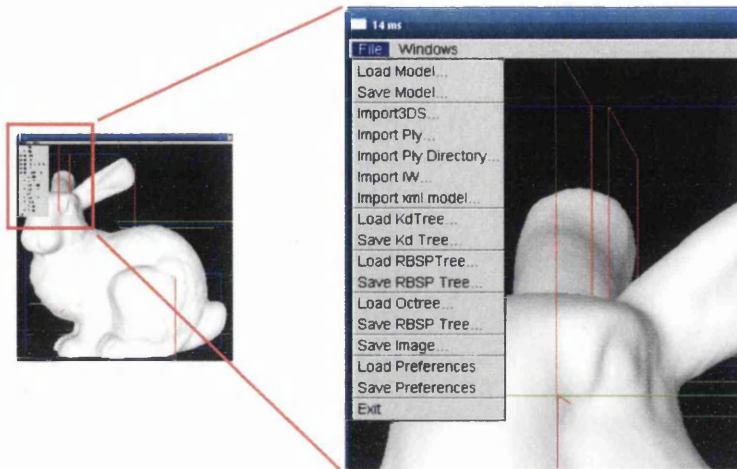 14 ms
File Windows
Load Model...
Save Model...
Import3DS...
Import Ply...
Import Ply Directory...
Import IW...
Import xml model...
Load KdTree...
Save Kd Tree...
Load RBSPTree...
Save RBSP Tree...
Load Octree...
Save RBSP Tree...
Save Image...
Load Preferences
Save Preferences
Exit